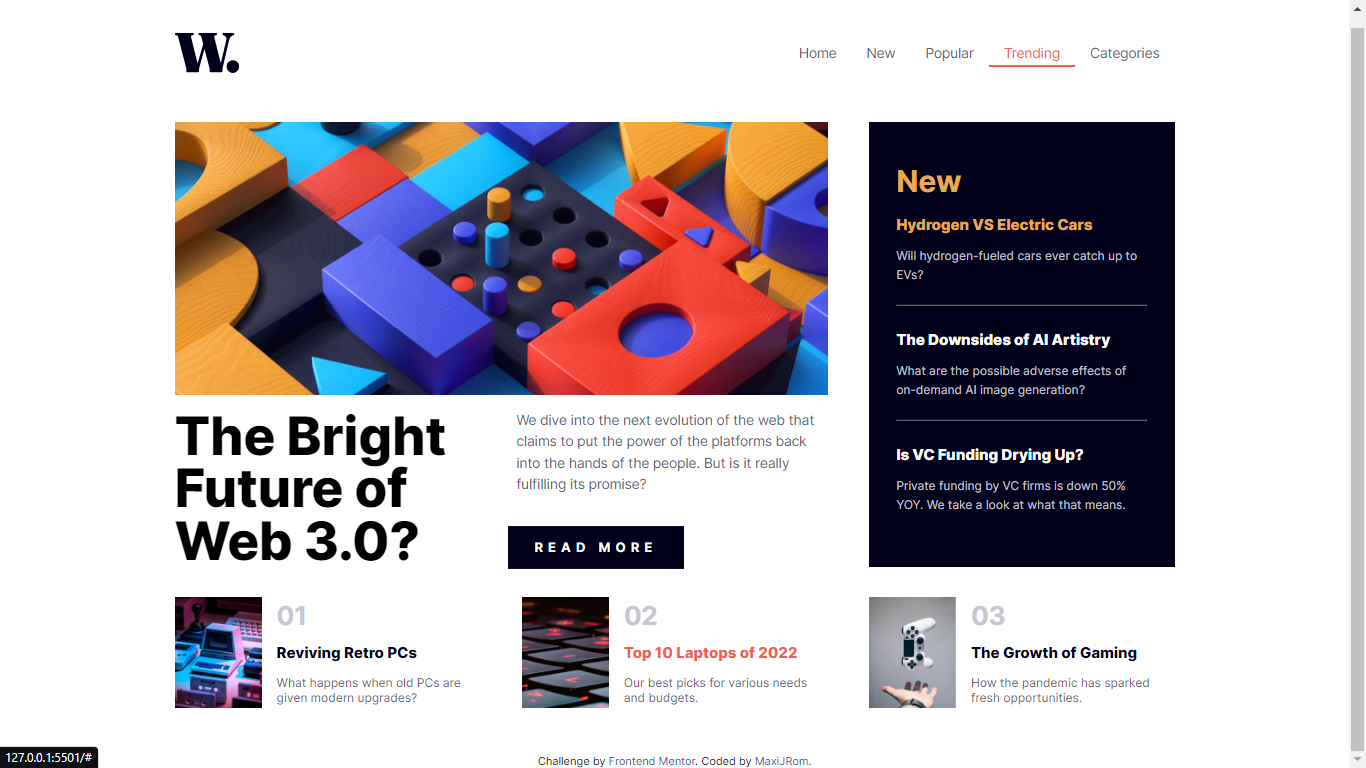 W.
Home New Popular Trending Categories
The Bright
Future of
Web 3.0?
We dive into the next evolution of the web that
claims to put the power of the platforms back
into the hands of the people. But is it really
fulfilling its promise?
READ MORE
New
Hydrogen VS Electric Cars
Will hydrogen-fueled cars ever catch up to
EVs?
The Downsides of AI Artistry
What are the possible adverse effects of
on-demand AI image generation?
Is VC Funding Drying Up?
Private funding by VC firms is down 50%
YOY. We take a look at what that means.
01
Reviving Retro PCs
What happens when old PCs are
given modern upgrades?
02
Top 10 Laptops of 2022
Our best picks for various needs
and budgets.
03
The Growth of Gaming
How the pandemic has sparked
fresh opportunities.
Challenge by Frontend Mentor. Coded by MaxiJRom.
127.0.0.1:5501/#